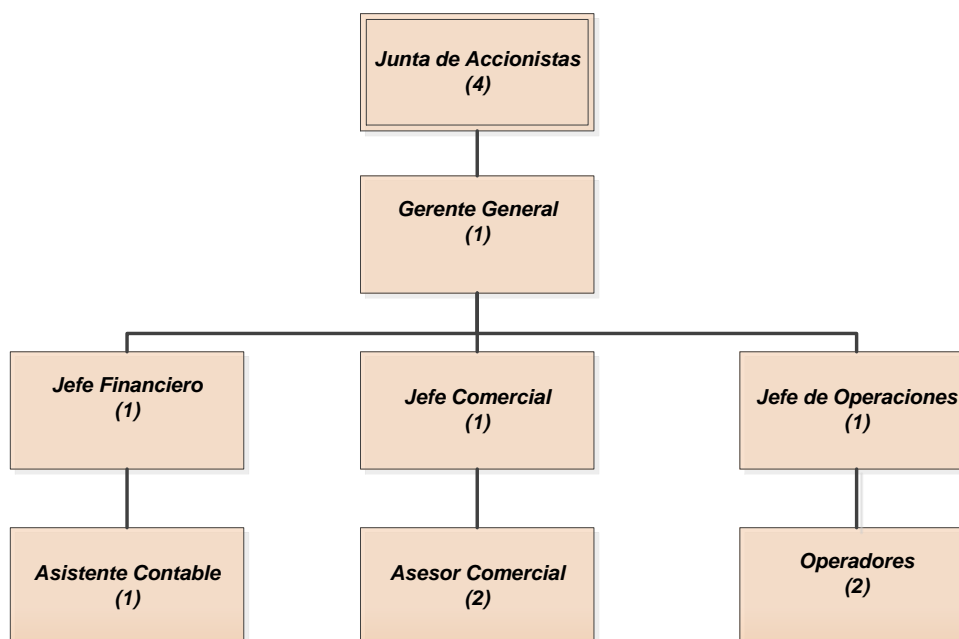 Junta de Accionistas
(4)
Gerente General
(1)
Jefe Financiero
(1)
Jefe Comercial
(1)
Jefe de Operaciones
(1)
Asistente Contable
(1)
Asesor Comercial
(2)
Operadores
(2)